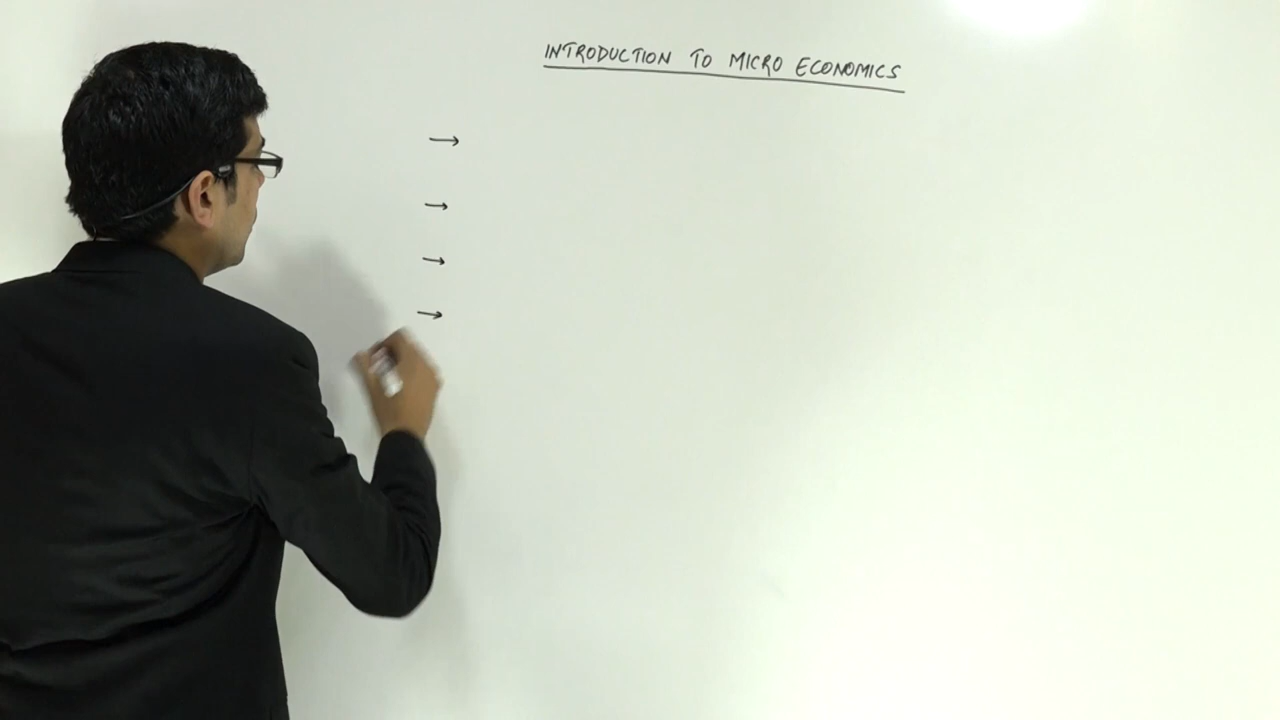 INTRODUCTION TO MICRO ECONOMICS
→
→
→
→